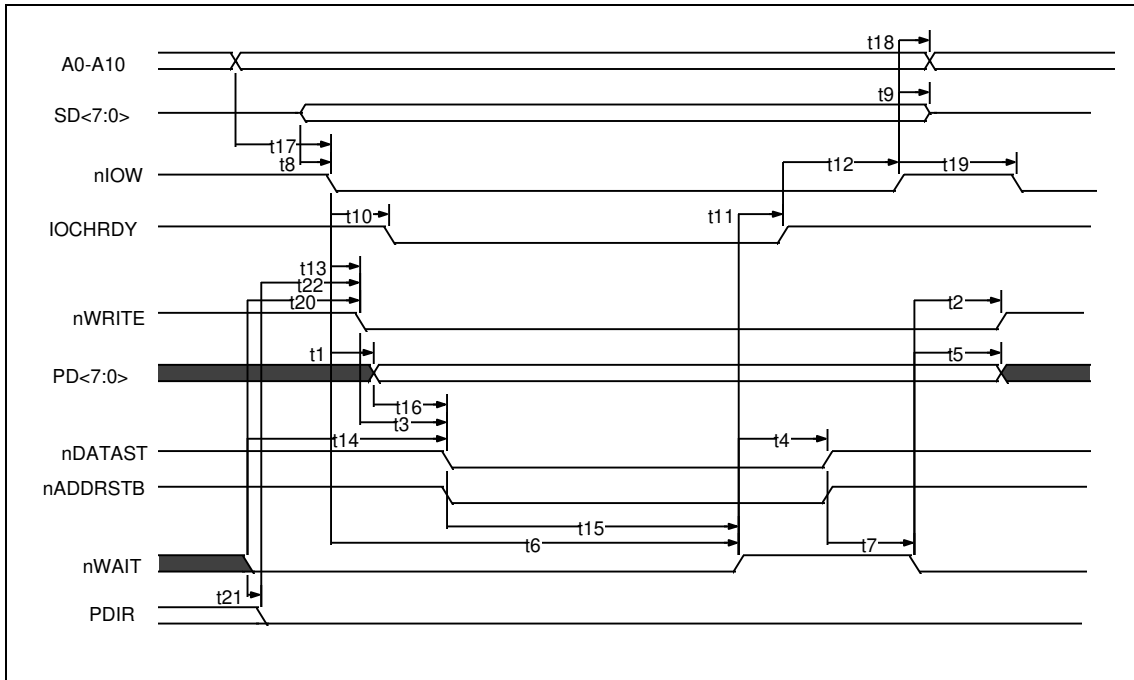 t18
A0-A10
t9
SD<7:0>
t17
t8
t12
t19
nIOW
t10
t11
IOCHRDY
t13
t22
t20
t2
nWRITE
t1
t5
PD<7:0>
t16
t3
t14
t4
nDATAST
nADDRSTB
t15
t6
t7
nWAIT
t21
PDIR